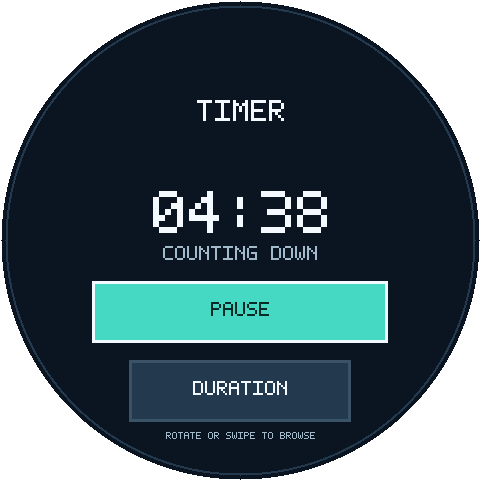 TIMER
04:38
COUNTING DOWN
PAUSE
DURATION
ROTATE OR SWIPE TO BROWSE